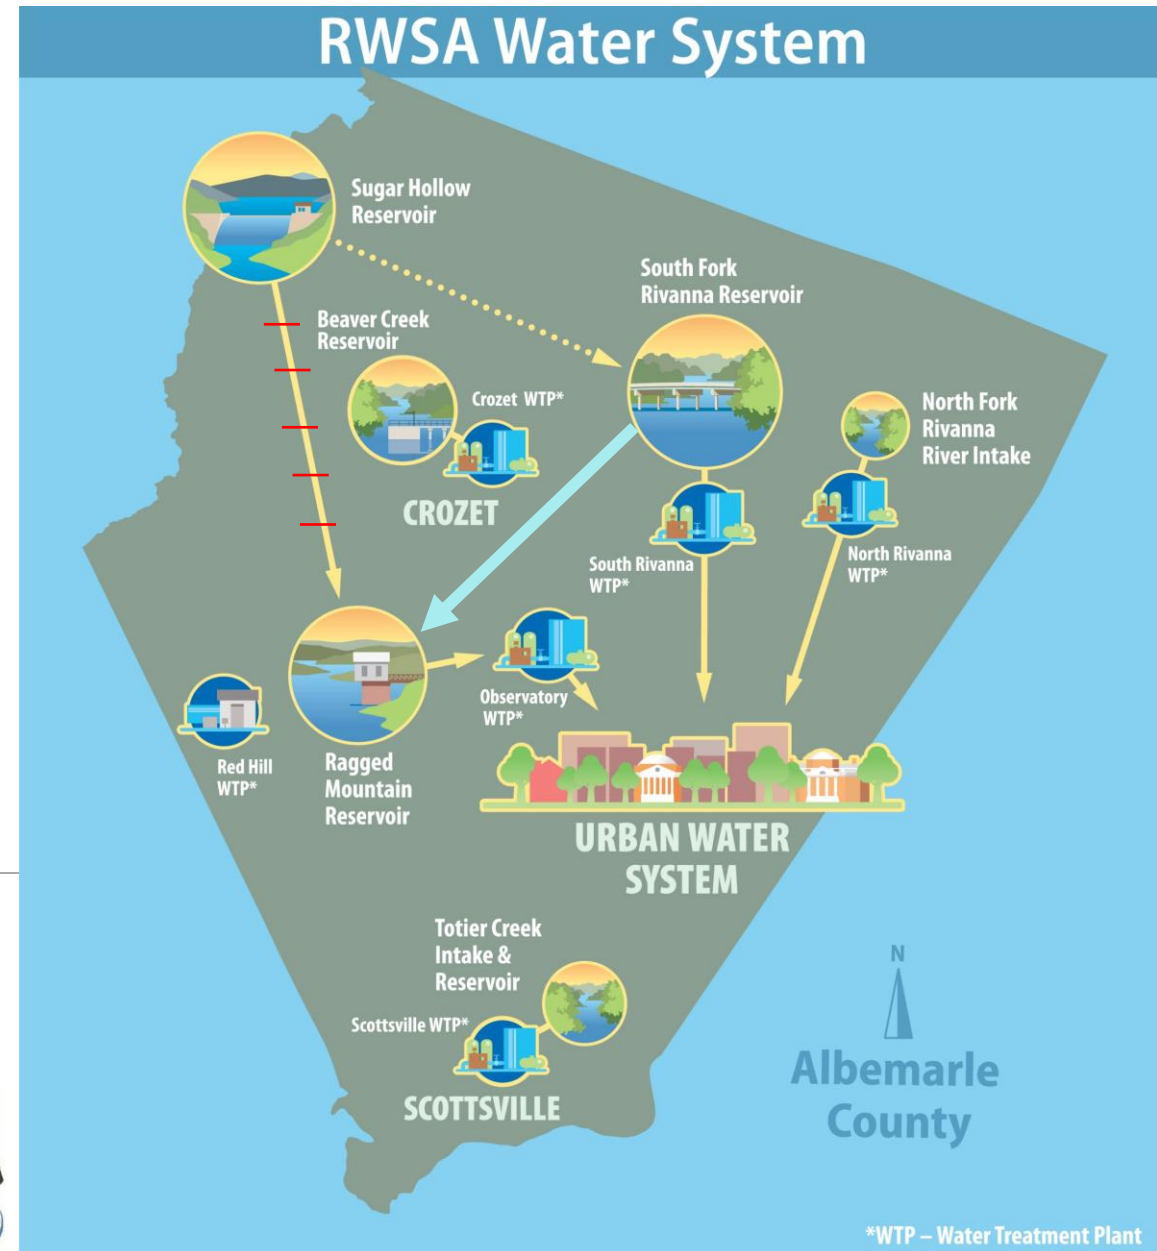 RWSA Water System
Sugar Hollow
Reservoir
South Fork
Rivanna Reservoir
Beaver Creek
Reservoir
Crozet WTP*
North Fork
Rivanna
River Intake
CROZET
South Rivanna
WTP*
North Rivanna
WTP*
Observatory
WTP*
Red Hill
WTP*
Ragged
Mountain
Reservoir
URBAN WATER
SYSTEM
Totier Creek
Intake &
Reservoir
Scottsville WTP*
SCOTTSVILLE
N
Albemarle
County
*WTP – Water Treatment Plant